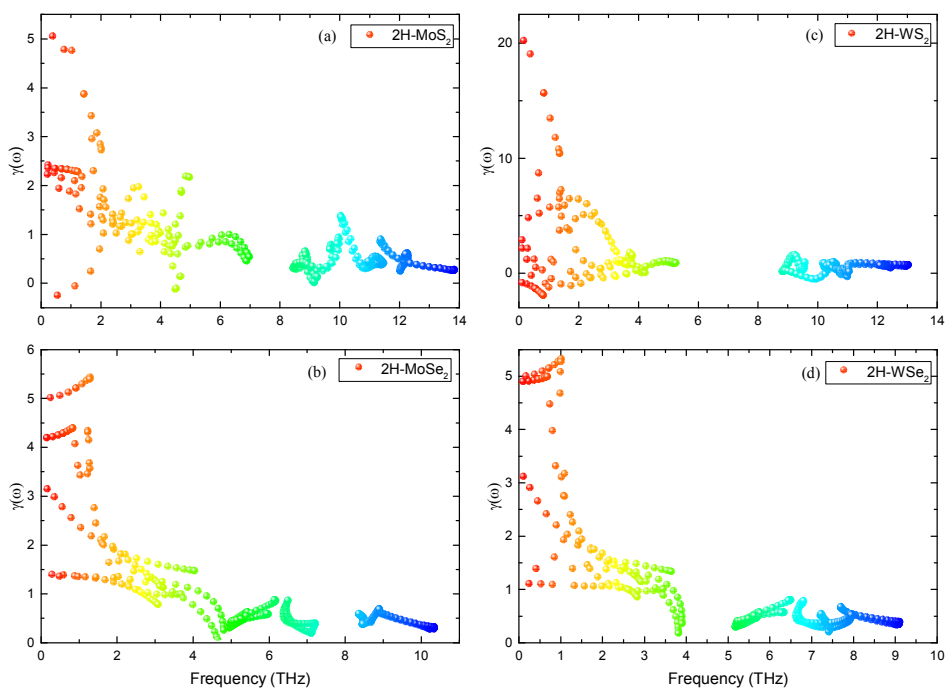 (a)
2H-MoS₂
γ(ω)
5
4
3
2
1
0
0 2 4 6 8 10 12 14
(c)
2H-WS₂
γ(ω)
20
10
0
0 2 4 6 8 10 12 14
(b)
2H-MoSe₂
γ(ω)
6
5
4
3
2
1
0
0 2 4 6 8 10
Frequency (THz)
(d)
2H-WSe₂
γ(ω)
5
4
3
2
1
0
0 1 2 3 4 5 6 7 8 9 10
Frequency (THz)